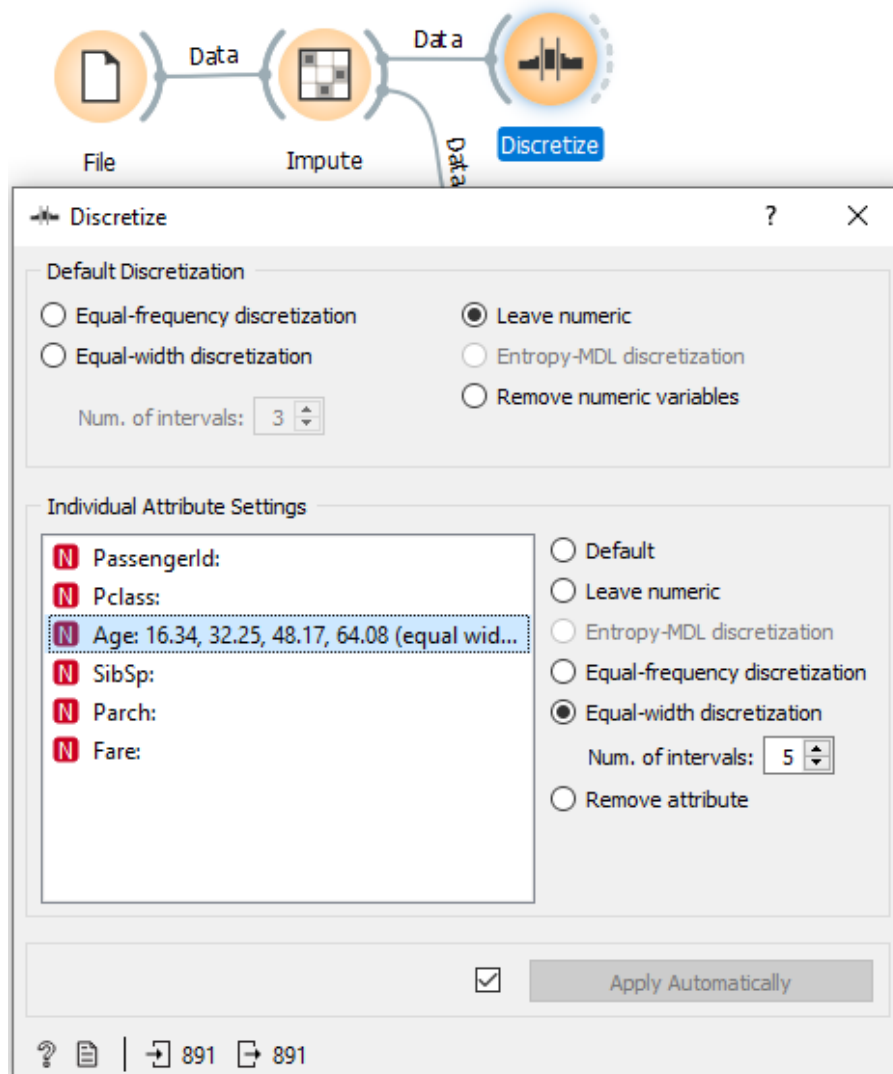 Data
Data
File
Impute
Data
Discretize
Discretize
?
Default Discretization
Equal-frequency discretization
Leave numeric
Equal-width discretization
Entropy-MDL discretization
Num. of intervals: 3
Remove numeric variables
Individual Attribute Settings
N PassengerId:
N Pclass:
N Age: 16.34, 32.25, 48.17, 64.08 (equal wid...
N SibSp:
N Parch:
N Fare:
Default
Leave numeric
Entropy-MDL discretization
Equal-frequency discretization
Equal-width discretization
Num. of intervals: 5
Remove attribute
Apply Automatically
? 891 891